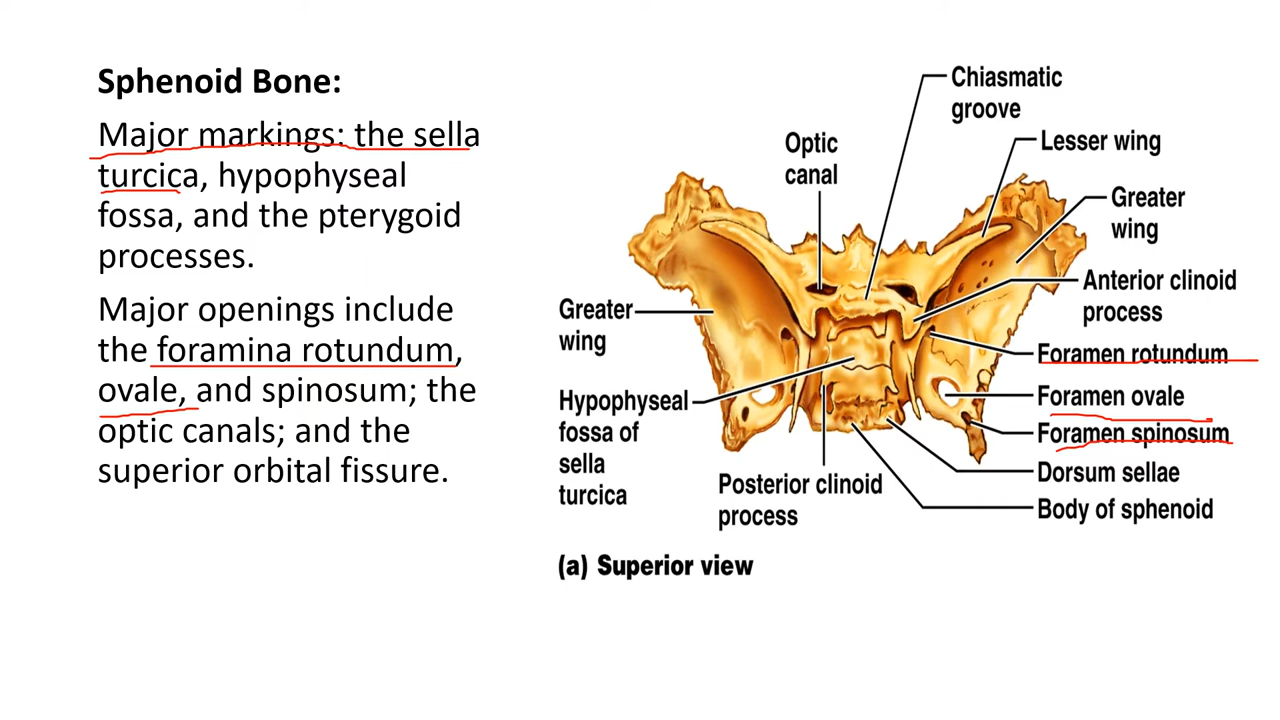 Sphenoid Bone:
Major markings: the sella
turcica, hypophyseal
fossa, and the pterygoid
processes.
Major openings include
the foramina rotundum,
ovale, and spinosum; the
optic canals; and the
superior orbital fissure.
Chiasmatic
groove
Optic
canal
Lesser wing
Greater
wing
Anterior clinoid
process
Greater
wing
Foramen rotundum
Foramen ovale
Hypophyseal
fossa of
sella
turcica
Foramen spinosum
Posterior clinoid
process
Dorsum sellae
Body of sphenoid
(a) Superior view